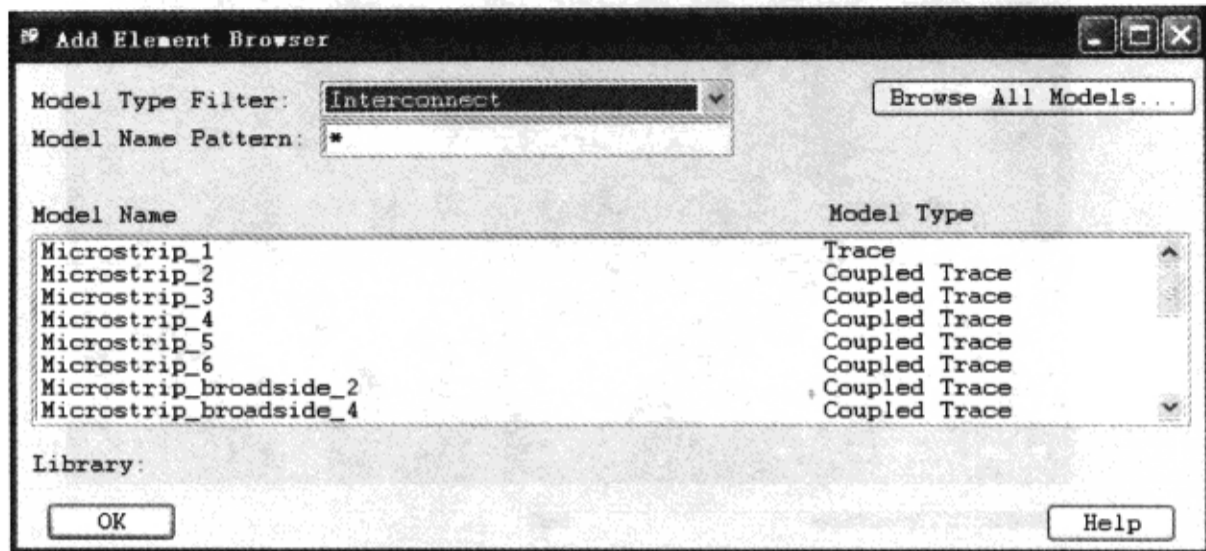 Add Element Browser
Model Type Filter: Interconnect Browse All Models...
Model Name Pattern: *
Model Name Model Type
Microstrip_1 Trace
Microstrip_2 Coupled Trace
Microstrip_3 Coupled Trace
Microstrip_4 Coupled Trace
Microstrip_5 Coupled Trace
Microstrip_6 Coupled Trace
Microstrip_broadside_2 Coupled Trace
Microstrip_broadside_4 Coupled Trace
Library:
OK Help